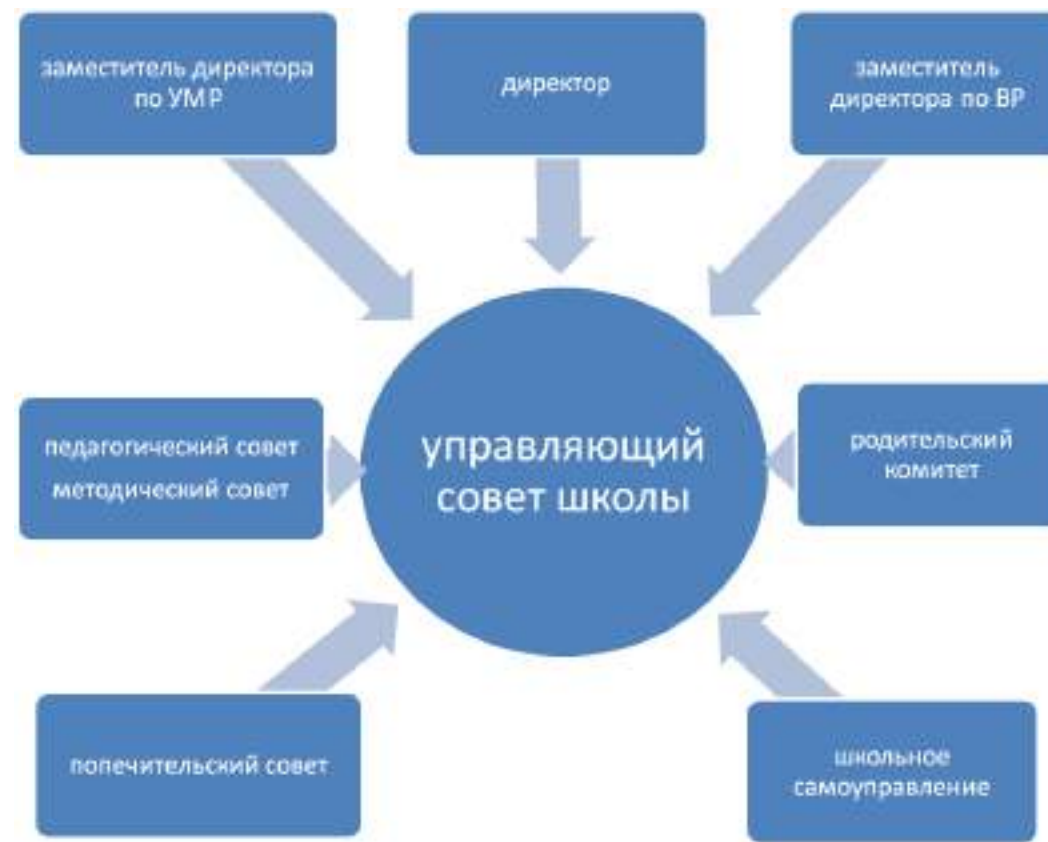 заместитель директора
по УМР
директор
заместитель
директора по ВР
педагогический совет
методический совет
управляющий
совет школы
родительский
комитет
попечительский совет
школьное
самоуправление